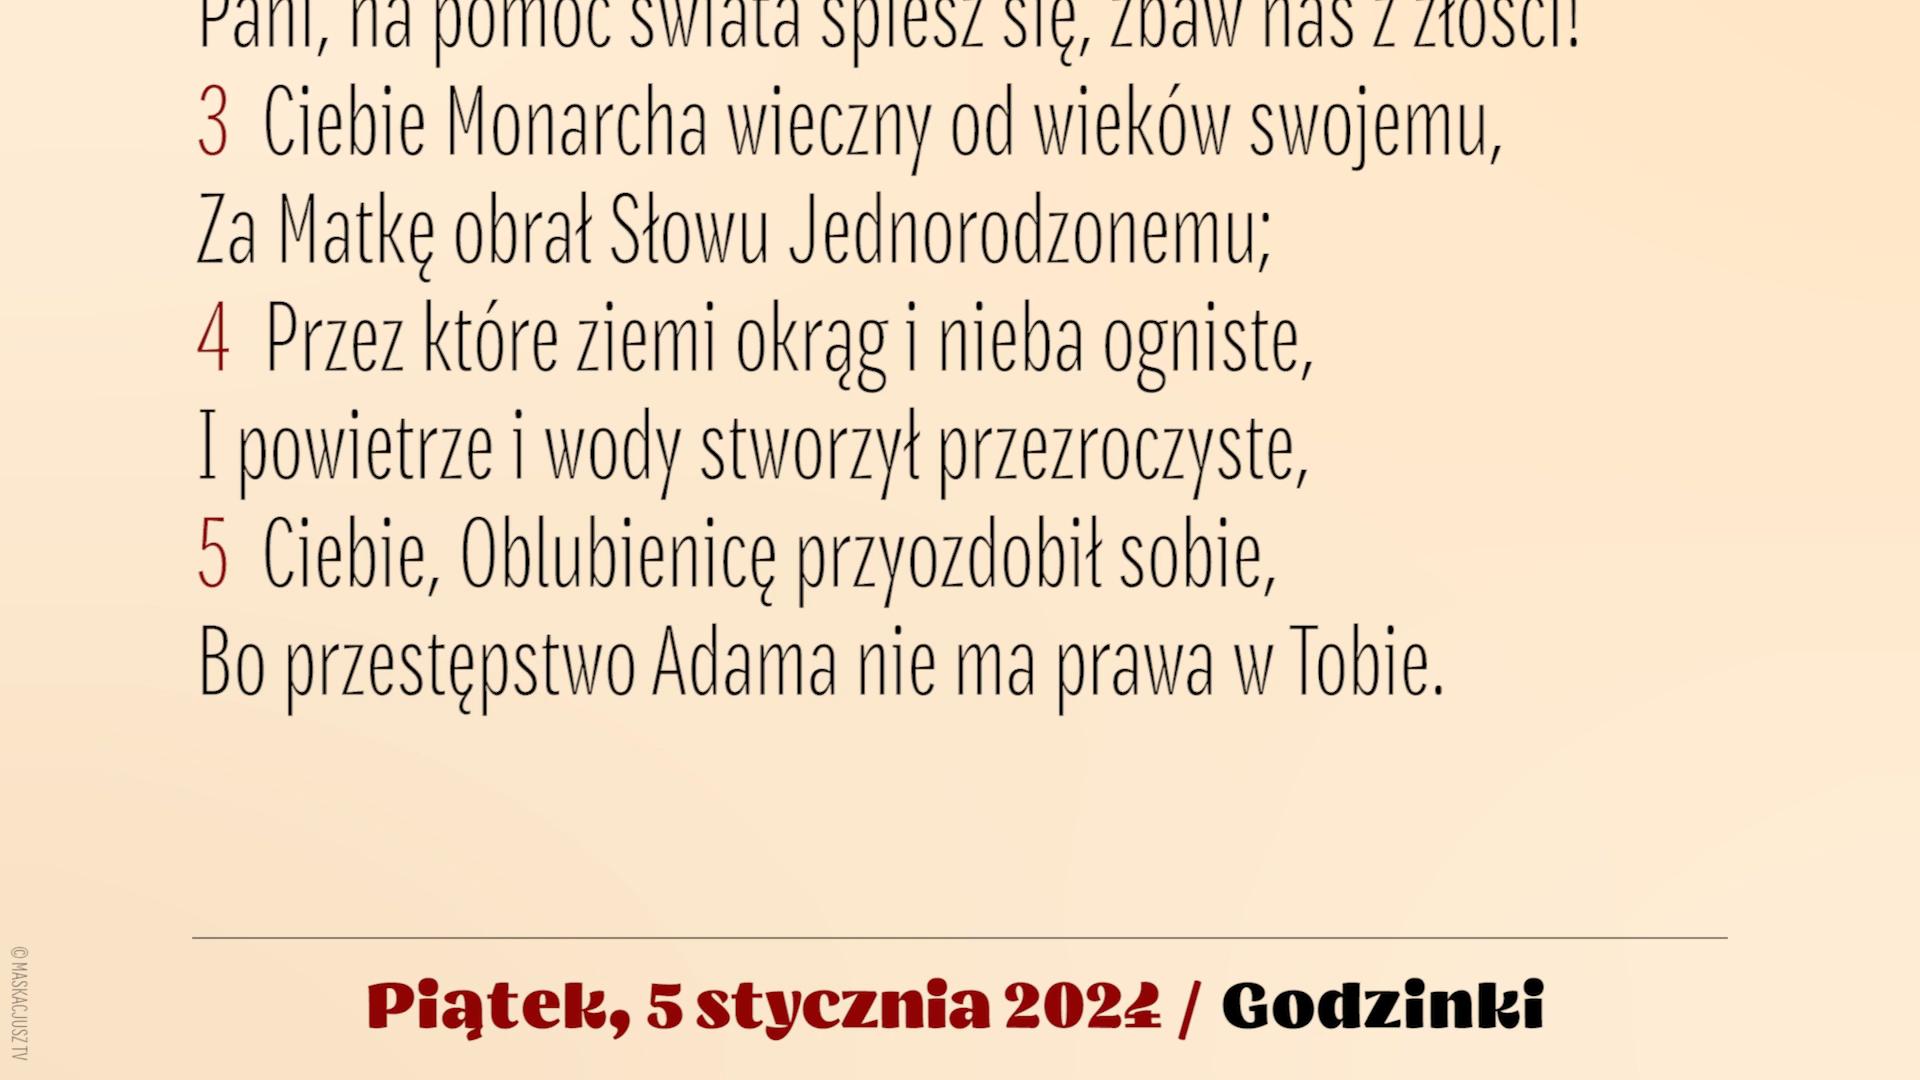 Pani, na pomoc świata spiesz się, zbaw nas z złości!
3 Ciebie Monarcha wieczny od wieków swojemu,
Za Matkę obrał Słowu Jednorodzonemu;
4 Przez które ziemi okrąg i nieba ogniste,
I powietrze i wody stworzył przezroczyste,
5 Ciebie, Oblubienicę przyozdobił sobie,
Bo przestępstwo Adama nie ma prawa w Tobie.
Piątek, 5 stycznia 2024 / Godzinki
© MASKACJUSZ TV